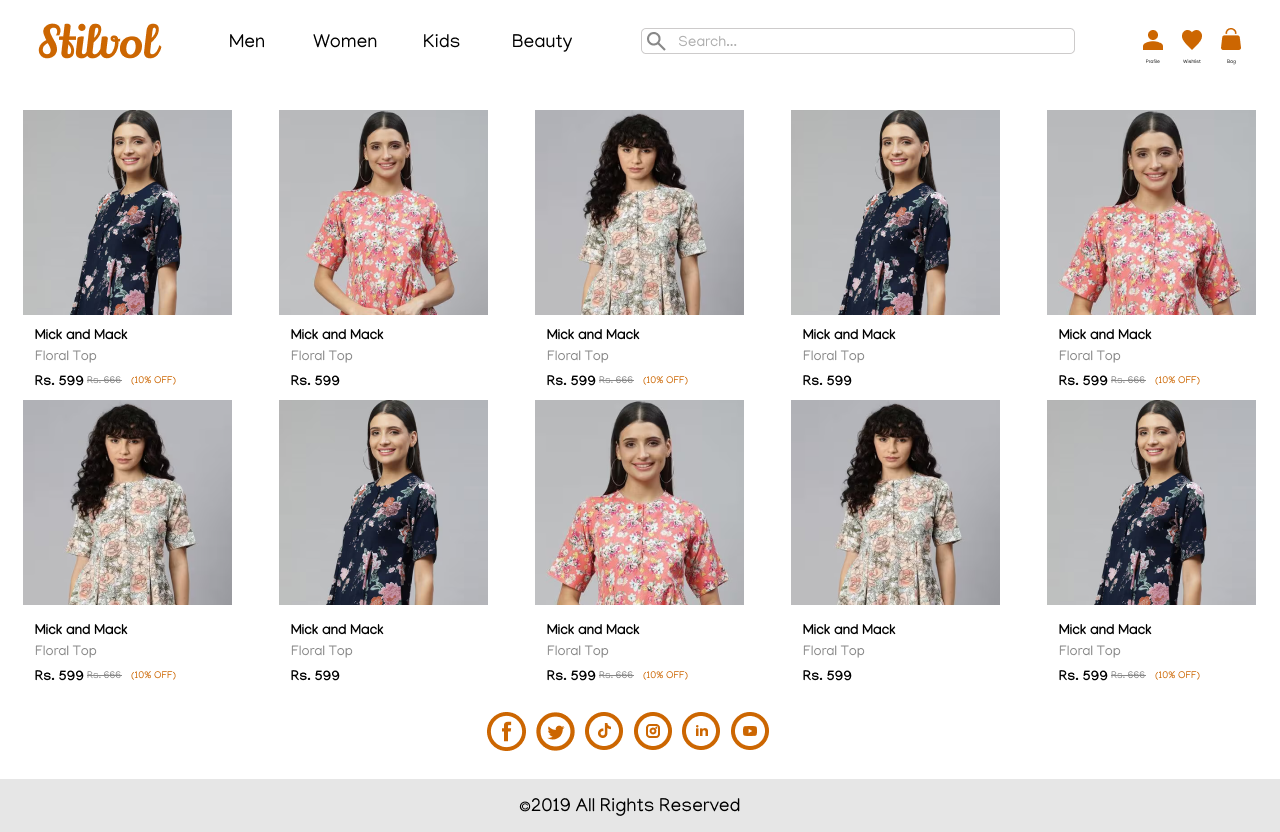 Stilvol Men Women Kids Beauty Search...
Profile Wishlist Bag
Mick and Mack Mick and Mack Mick and Mack Mick and Mack Mick and Mack
Floral Top Floral Top Floral Top Floral Top Floral Top
Rs. 599 Rs. 666 (10% OFF) Rs. 599 Rs. 599 Rs. 666 (10% OFF) Rs. 599 Rs. 599 Rs. 666 (10% OFF)
Mick and Mack Mick and Mack Mick and Mack Mick and Mack Mick and Mack
Floral Top Floral Top Floral Top Floral Top Floral Top
Rs. 599 Rs. 666 (10% OFF) Rs. 599 Rs. 599 Rs. 666 (10% OFF) Rs. 599 Rs. 599 Rs. 666 (10% OFF)
©2019 All Rights Reserved